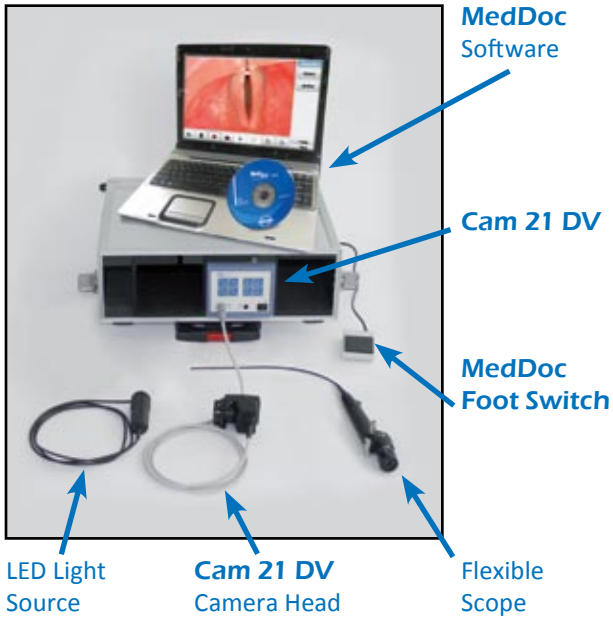 MedDoc
Software
Cam 21 DV
MedDoc
Foot Switch
LED Light
Source
Cam 21 DV
Camera Head
Flexible
Scope